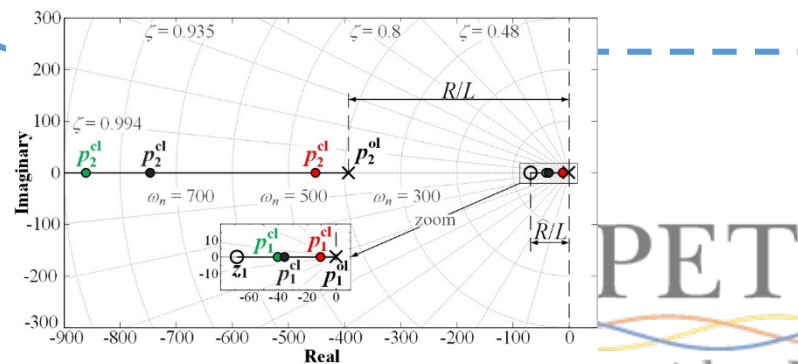 300
ζ = 0.935
ζ = 0.8
ζ = 0.48
200
R/L
100
ζ = 0.994
p₂ᶜˡ
p₂ᶜˡ
p₂ᶜˡ
p₂ᵒˡ
0
ωₙ = 700
ωₙ = 500
ωₙ = 300
zoom
R̂/L
-100
10
0
-10
p₁ᶜˡ
p₁ᶜˡ
p₁ᶜˡ
z₁
p₁ᵒˡ
-60
-40
-20
0
-200
-300
Imaginary
-900
-800
-700
-600
-500
-400
-300
-200
-100
0
Real
PET